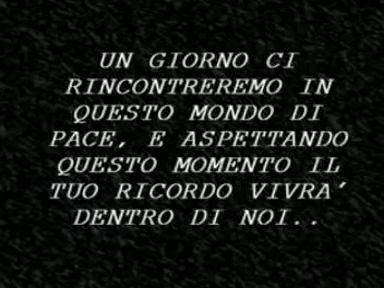 UN GIORNO CI
RINCONTREREMO IN
QUESTO MONDO DI
PACE, E ASPETTANDO
QUESTO MOMENTO IL
TUO RICORDO VIVRA'
DENTRO DI NOI..